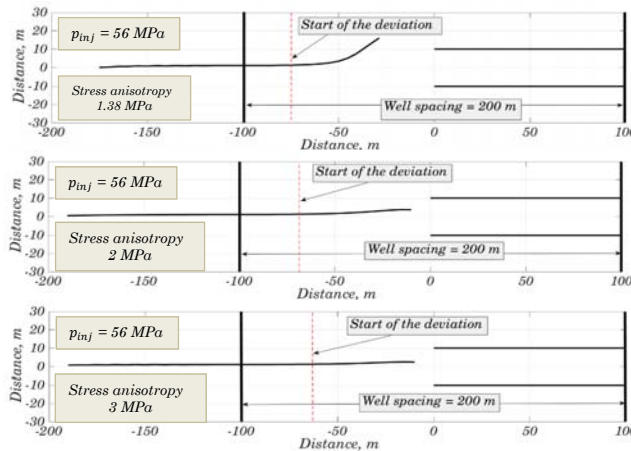 30
20
10
0
-10
-20
-30
Distance, m
p_inj = 56 MPa
Start of the deviation
Stress anisotropy
1.38 MPa
Well spacing = 200 m
-200 -150 -100 -50 0 50 100
Distance. m
30
20
10
0
-10
-20
-30
Distance, m
p_inj = 56 MPa
Start of the deviation
Stress anisotropy
2 MPa
Well spacing = 200 m
-200 -150 -100 -50 0 50 100
Distance, m
30
20
10
0
-10
-20
-30
Distance, m
p_inj = 56 MPa
Start of the deviation
Stress anisotropy
3 MPa
Well spacing = 200 m
-200 -150 -100 -50 0 50 100
Distance, m